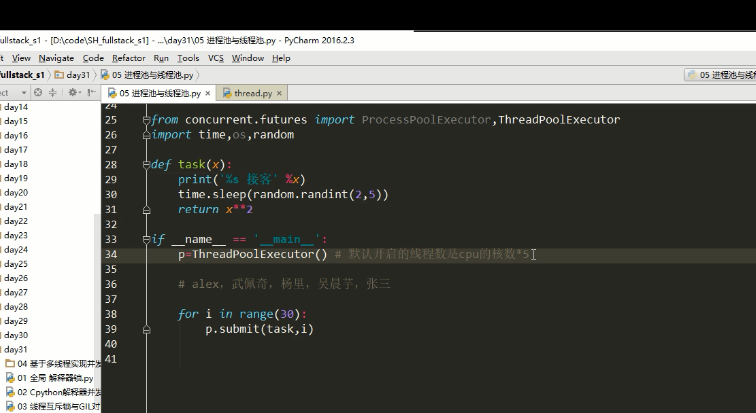 fullstack_s1 - [D:\code\SH_fullstack_s1] - ...\day31\05 进程池与线程池.py - PyCharm 2016.2.3
View Navigate Code Refactor Run Tools VCS Window Help
fullstack_s1 day31 05 进程池与线程池.py
05 进程池与线程池.py × thread.py ×
day14
day15
day16
day17
day18
day19
day20
day21
day22
day23
day24
day25
day26
day27
day28
day29
day30
day31
04 基于多线程实现并发
01 全局 解释器锁.py
02 Cpython解释器并发
03 线程互斥锁与GIL对
24
25 from concurrent.futures import ProcessPoolExecutor,ThreadPoolExecutor
26 import time,os,random
27
28 def task(x):
29 print('%s 接客' %x)
30 time.sleep(random.randint(2,5))
31 return x**2
32
33 if __name__ == '__main__':
34 p=ThreadPoolExecutor() # 默认开启的线程数是cpu的核数*5
35
36 # alex，武佩奇，杨里，吴晨芋，张三
37
38 for i in range(30):
39 p.submit(task,i)
40
41